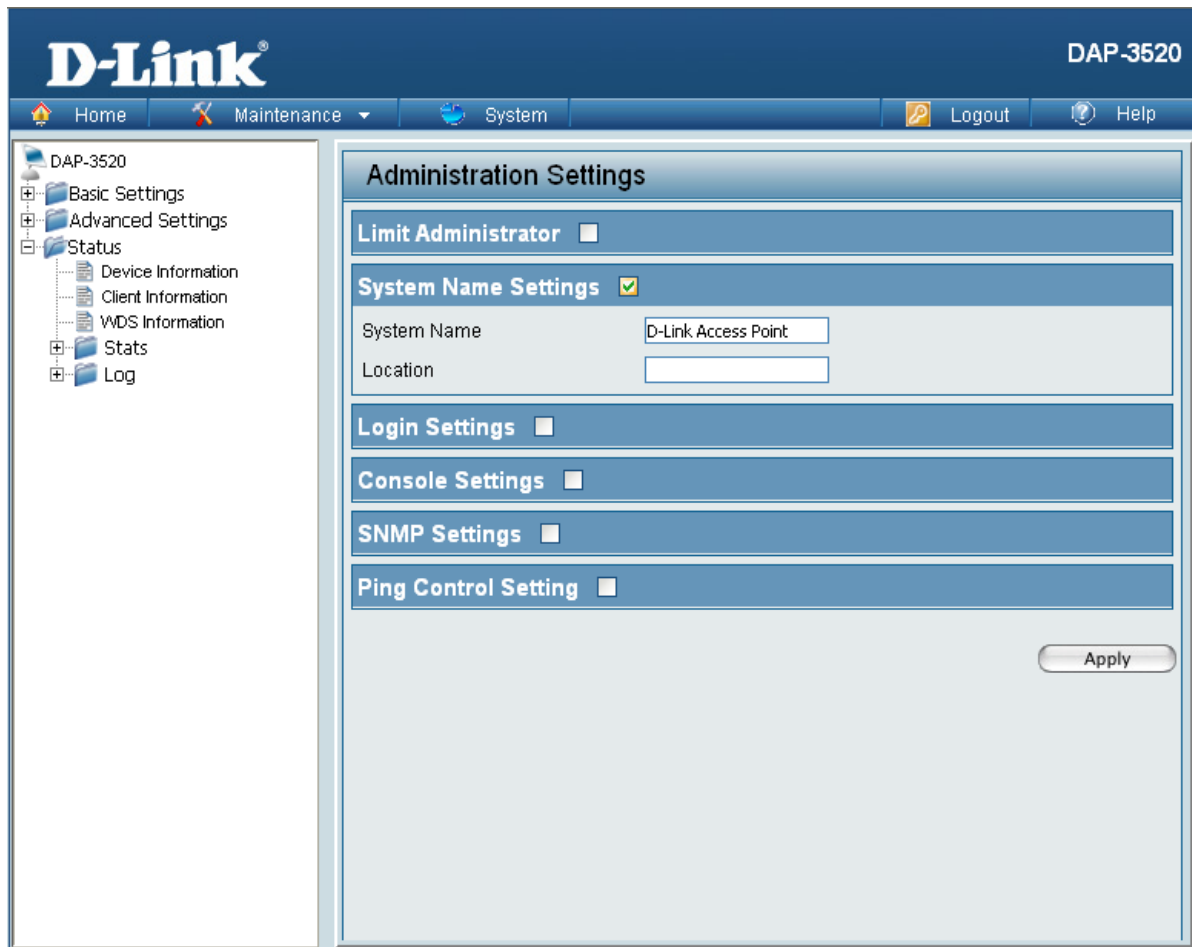 D-Link®
DAP-3520
Home Maintenance System Logout Help
DAP-3520
Basic Settings
Advanced Settings
Status
Device Information
Client Information
WDS Information
Stats
Log
Administration Settings
Limit Administrator
System Name Settings
System Name D-Link Access Point
Location
Login Settings
Console Settings
SNMP Settings
Ping Control Setting
Apply